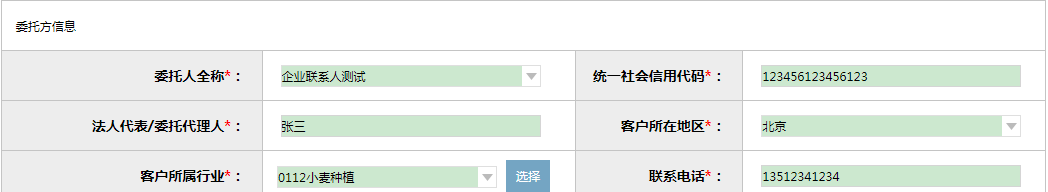 委托方信息
委托人全称*： 企业联系人测试 统一社会信用代码*： 123456123456123
法人代表/委托代理人*： 张三 客户所在地区*： 北京
客户所属行业*： 0112小麦种植 选择 联系电话*： 13512341234